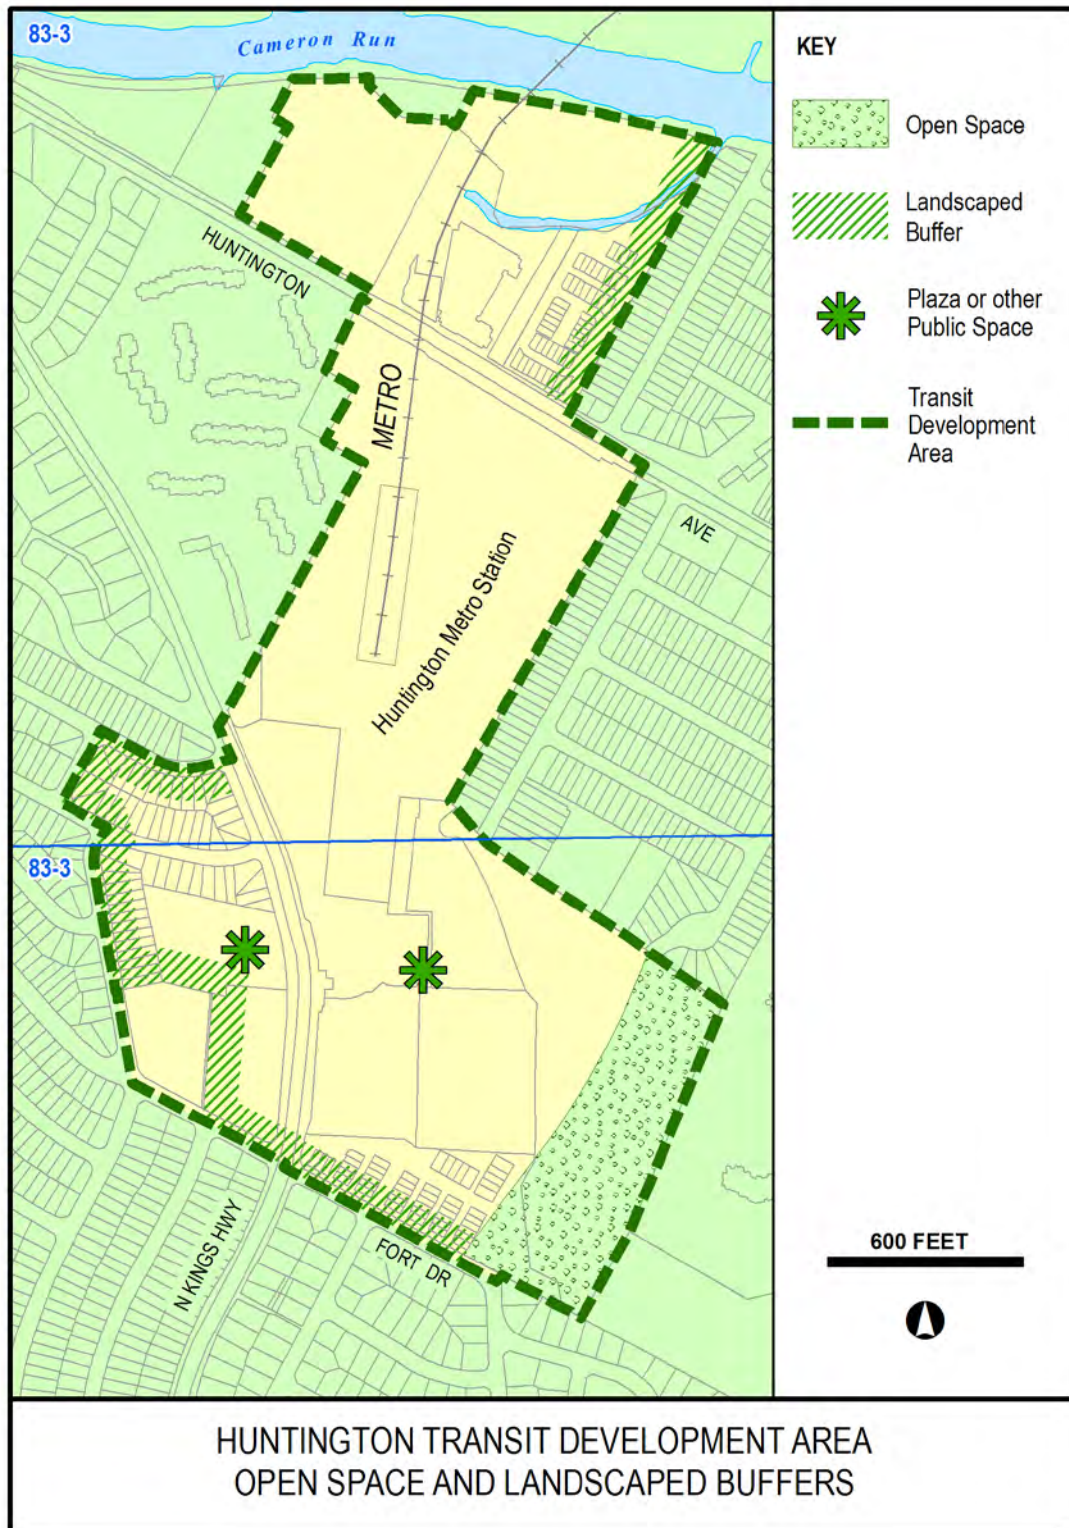 83-3
Cameron Run
HUNTINGTON
METRO
Huntington Metro Station
AVE
83-3
N KINGS HWY
FORT DR
KEY
Open Space
Landscaped
Buffer
Plaza or other
Public Space
Transit
Development
Area
600 FEET
HUNTINGTON TRANSIT DEVELOPMENT AREA
OPEN SPACE AND LANDSCAPED BUFFERS